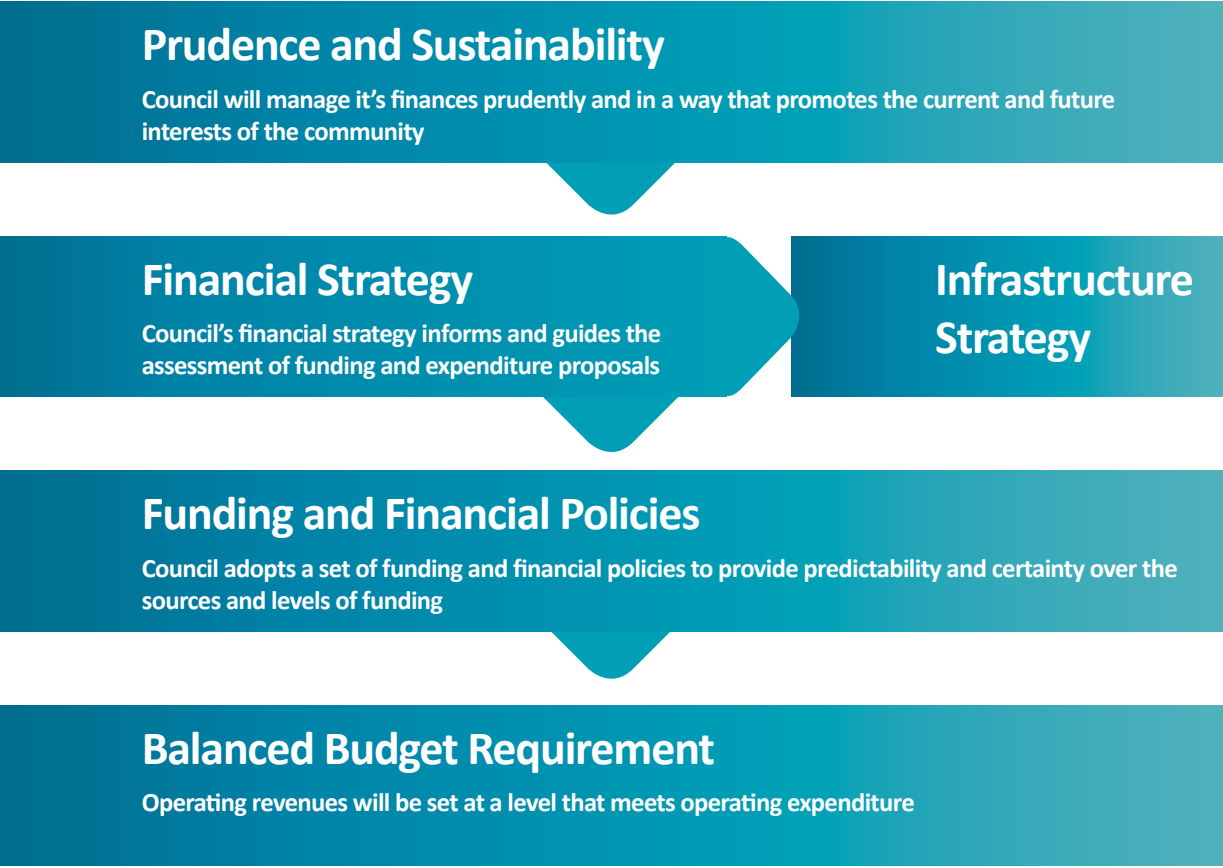 Prudence and Sustainability
Council will manage it’s finances prudently and in a way that promotes the current and future
interests of the community
Financial Strategy
Council’s financial strategy informs and guides the
assessment of funding and expenditure proposals
Infrastructure
Strategy
Funding and Financial Policies
Council adopts a set of funding and financial policies to provide predictability and certainty over the
sources and levels of funding
Balanced Budget Requirement
Operating revenues will be set at a level that meets operating expenditure